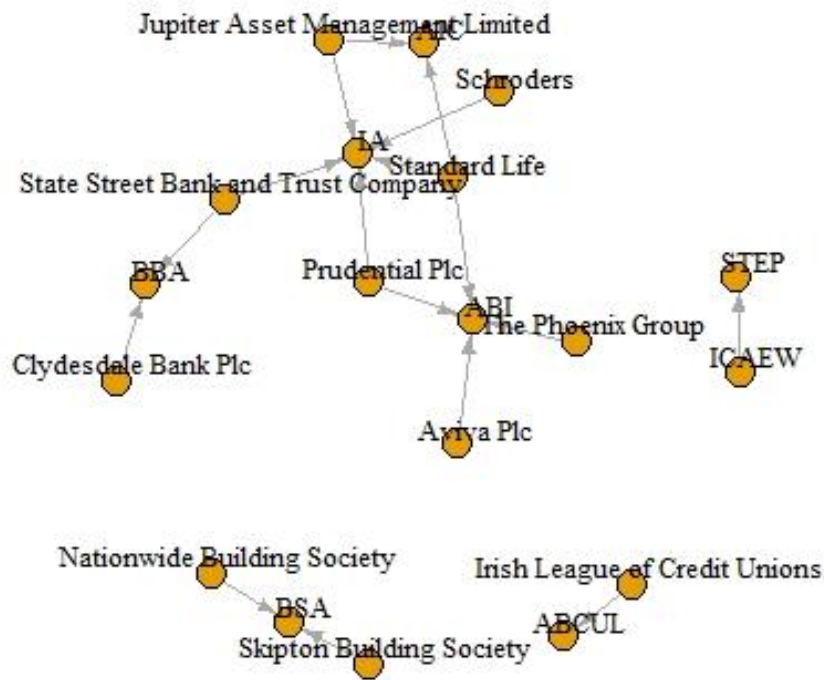 Jupiter Asset Management Limited
AIC
Schroders
IA
Standard Life
State Street Bank and Trust Company
BBA
Prudential Plc
STEP
ABI
The Phoenix Group
Clydesdale Bank Plc
ICAEW
Aviva Plc
Nationwide Building Society
Irish League of Credit Unions
BSA
ABCUL
Skipton Building Society